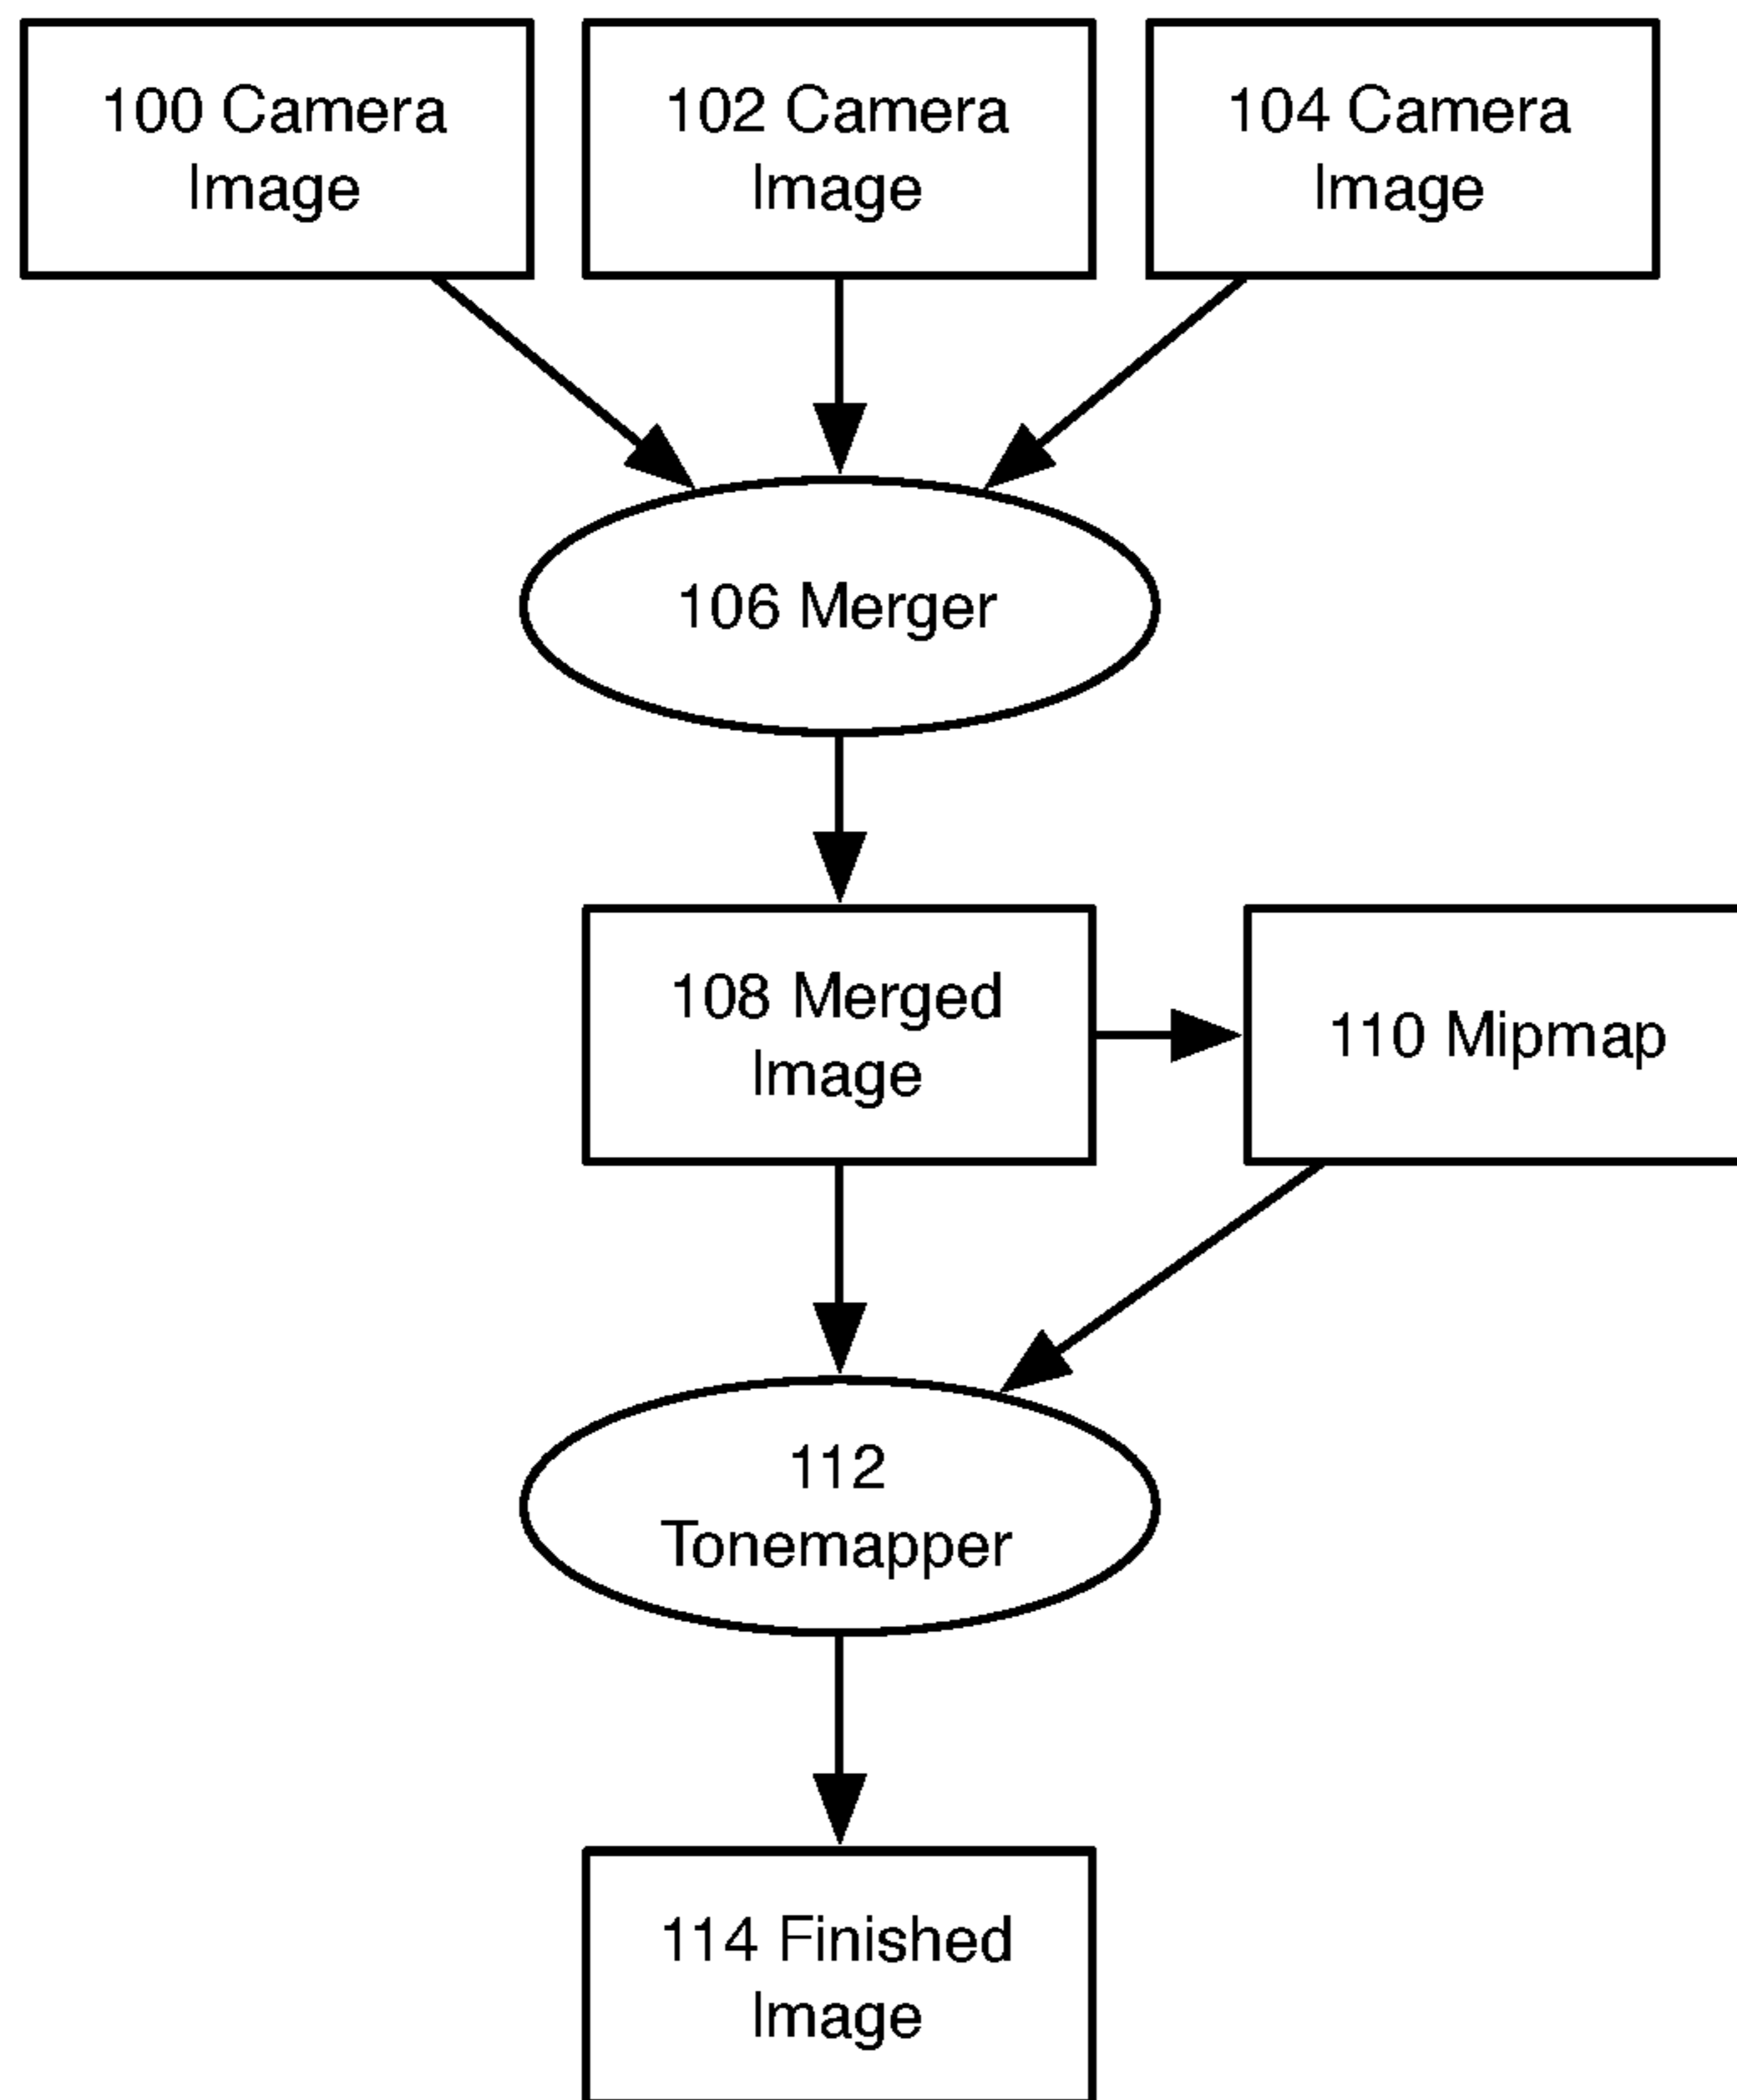 100 Camera
Image
102 Camera
Image
104 Camera
Image
106 Merger
108 Merged
Image
110 Mipmap
112
Tonemapper
114 Finished
Image